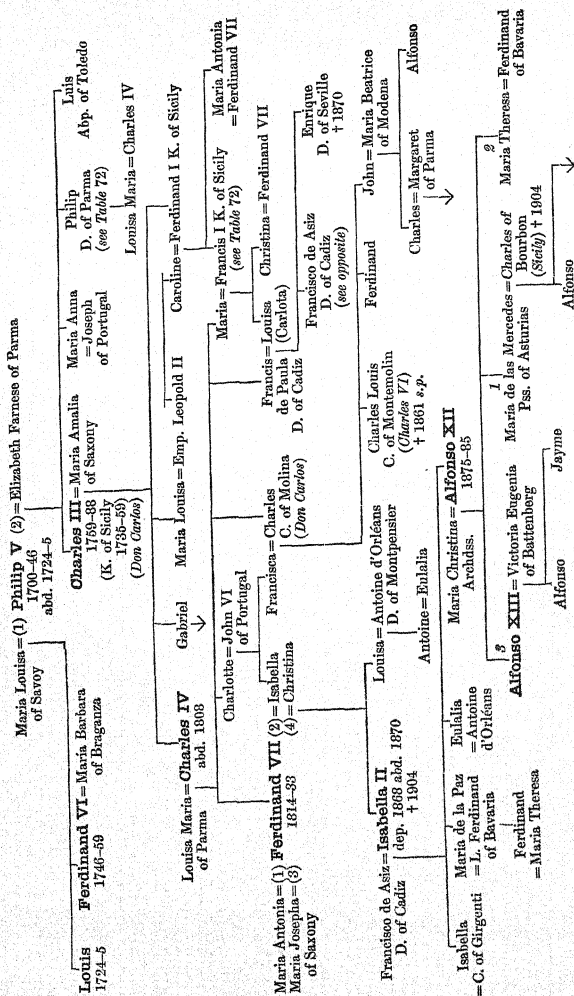 Maria Louisa = (1) Philip V (2) = Elizabeth Farnese of Parma
of Savoy 1700–46
abd. 1724–5
Louis
1724–5
Ferdinand VI = Maria Barbara
1746–59 of Braganza
Charles III = Maria Amalia
1759–88 of Saxony
(K. of Sicily
1735–59)
(Don Carlos)
Maria Anna
= Joseph
of Portugal
Philip
D. of Parma
(see Table 72)
Luis
Abp. of Toledo
Louisa Maria = Charles IV
Louisa Maria = Charles IV
of Parma abd. 1808
Gabriel
Maria Louisa = Emp. Leopold II
Caroline = Ferdinand I K. of Sicily
Charlotte = John VI
of Portugal
Maria = Francis I K. of Sicily
(see Table 72)
Maria Antonia
= Ferdinand VII
Maria Antonia = (1) Ferdinand VII (2) = Isabella
Maria Josepha = (3) 1814–33 (4) = Christina
of Saxony
Francisca = Charles
C. of Molina
(Don Carlos)
Francis = Louisa
de Paula (Carlota)
D. of Cadiz
Christina = Ferdinand VII
Francisco de Asiz = Isabella II
D. of Cadiz dep. 1868 abd. 1870
† 1904
Louisa = Antoine d'Orléans
D. of Montpensier
Antoine = Eulalia
Charles Louis
C. of Montemolin
(Charles VI)
† 1861 s.p.
Ferdinand
John = Maria Beatrice
of Modena
Francisco de Asiz
D. of Cadiz
(see opposite)
Enrique
D. of Seville
† 1870
Charles = Margaret
of Parma
Alfonso
Isabella
= C. of Girgenti
Maria de la Paz
= L. Ferdinand
of Bavaria
Eulalia
= Antoine
d'Orléans
Maria Christina = Alfonso XII
Archdss. 1875–85
Ferdinand
= Maria Theresa
3
Alfonso XIII = Victoria Eugenia
of Battenberg
1
Maria de las Mercedes = Charles of
Pss. of Asturias Bourbon
(Sicily) † 1904
2
Maria Theresa = Ferdinand
of Bavaria
Alfonso Jayme
Alfonso